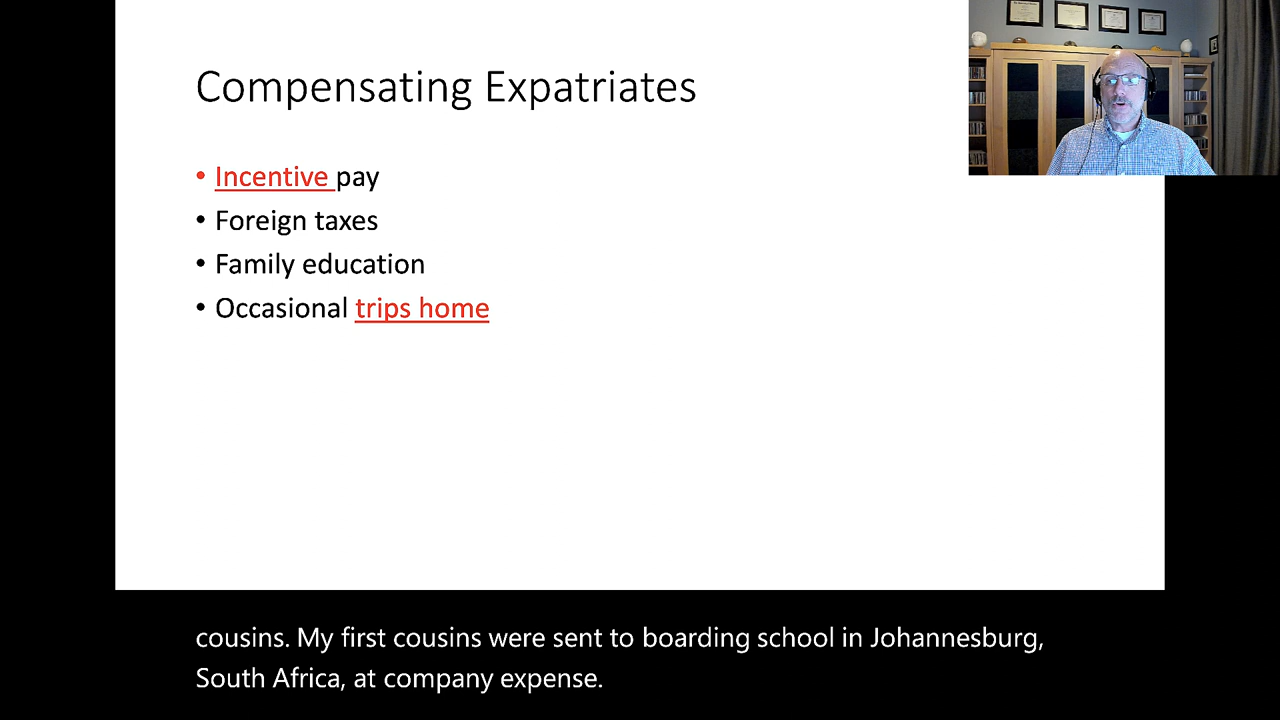 Compensating Expatriates
• Incentive pay
• Foreign taxes
• Family education
• Occasional trips home
cousins. My first cousins were sent to boarding school in Johannesburg,
South Africa, at company expense.